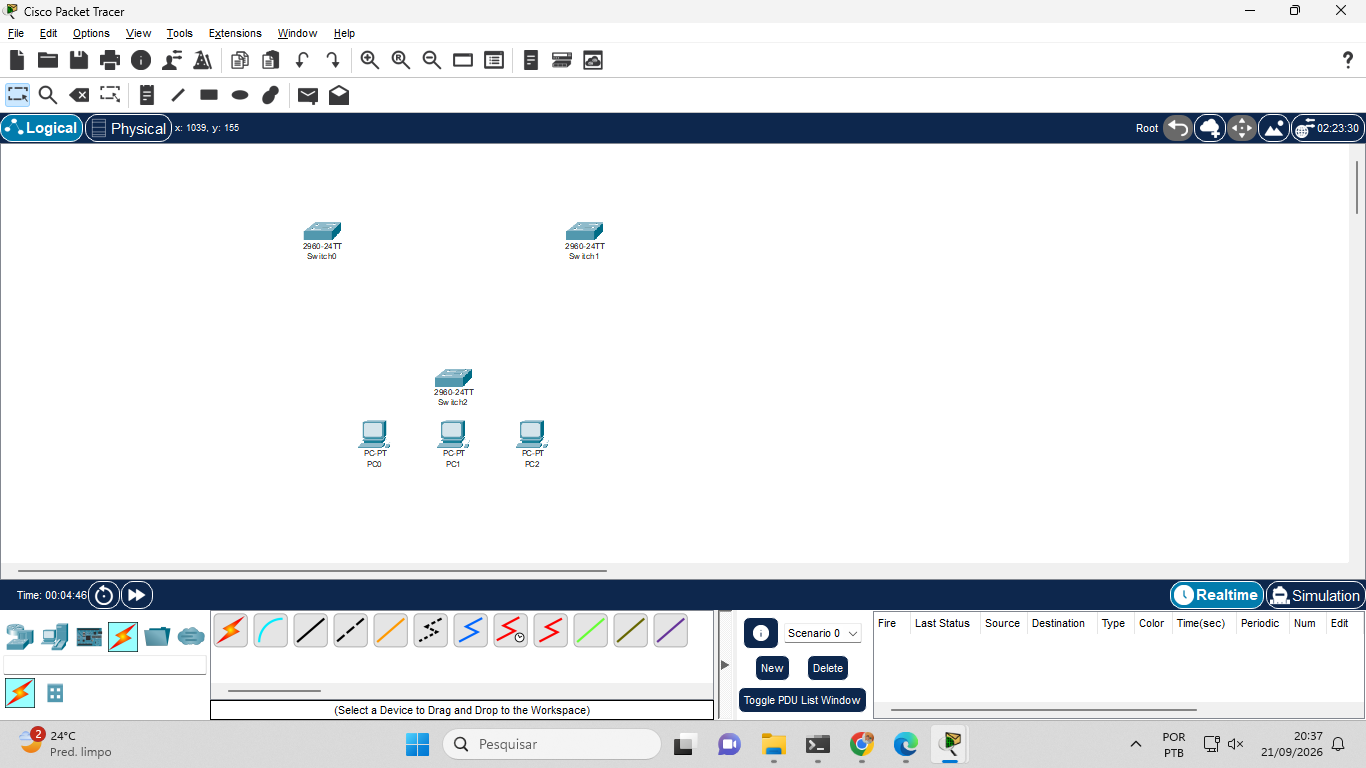 Cisco Packet Tracer
File Edit Options View Tools Extensions Window Help
Logical Physical x: 1039, y: 155 Root 02:23:30
2960-24TT
Switch0
2960-24TT
Switch1
2960-24TT
Switch2
PC-PT
PC0
PC-PT
PC1
PC-PT
PC2
Time: 00:04:46 Realtime Simulation
Scenario 0
New Delete
Toggle PDU List Window
Fire Last Status Source Destination Type Color Time(sec) Periodic Num Edit
(Select a Device to Drag and Drop to the Workspace)
2
24°C
Pred. limpo
Pesquisar
POR
PTB
20:37
21/09/2026